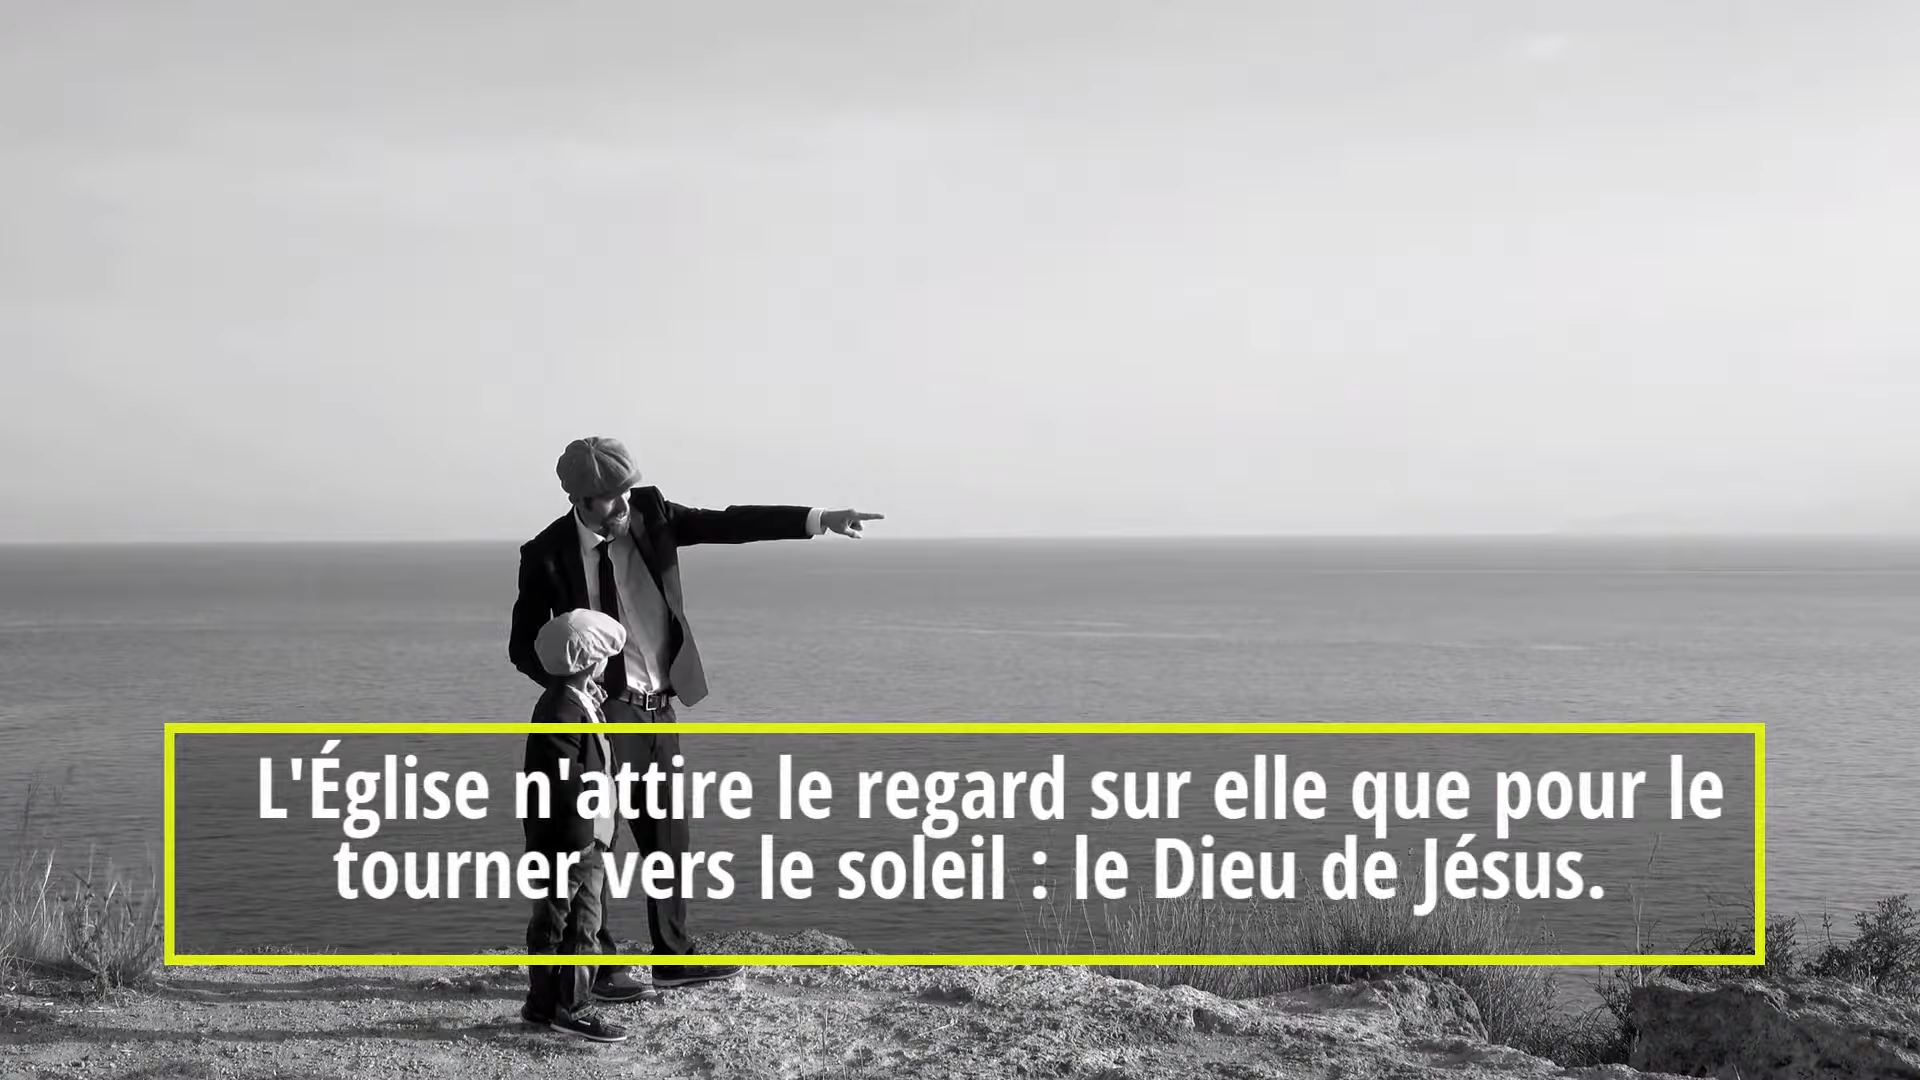 L'Église n'attire le regard sur elle que pour le
tourner vers le soleil : le Dieu de Jésus.